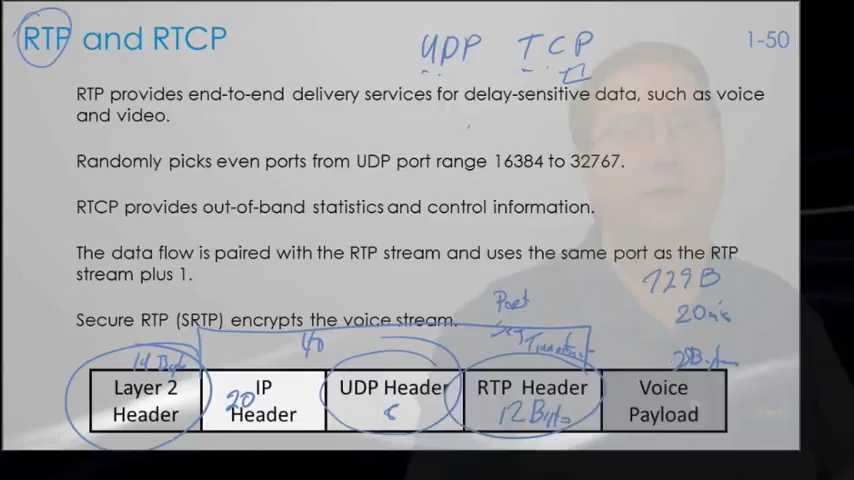 RTP and RTCP
UDP TCP
1-50
RTP provides end-to-end delivery services for delay-sensitive data, such as voice
and video.
Randomly picks even ports from UDP port range 16384 to 32767.
RTCP provides out-of-band statistics and control information.
The data flow is paired with the RTP stream and uses the same port as the RTP
stream plus 1.
729B
20ms
Secure RTP (SRTP) encrypts the voice stream.
40
14 Byte
Layer 2
Header
20
IP
Header
UDP Header
8
RTP Header
12 Byte
Voice
Payload